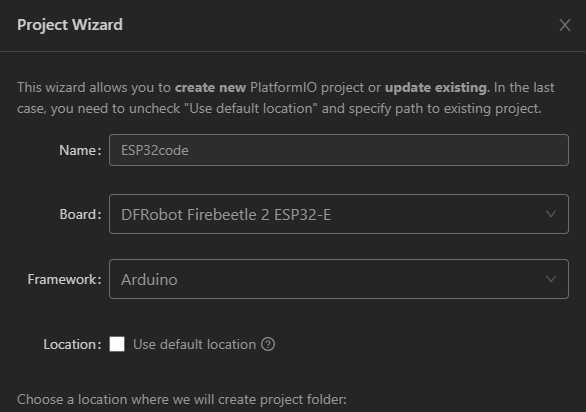 Project Wizard
This wizard allows you to create new PlatformIO project or update existing. In the last
case, you need to uncheck "Use default location" and specify path to existing project.
Name: ESP32code
Board: DFRobot Firebeetle 2 ESP32-E
Framework: Arduino
Location: Use default location
Choose a location where we will create project folder: